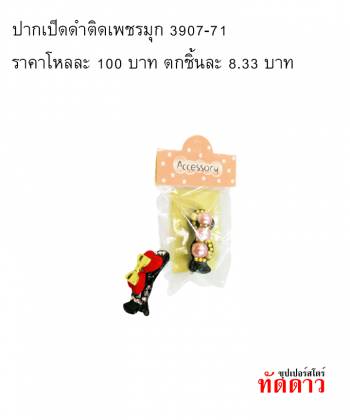 ปากเป็ดดำติดเพชรมุก 3907-71
ราคาโหลละ 100 บาท ตกชิ้นละ 8.33 บาท
Accessory
ซุปเปอร์สโตร์
ทัดดาว